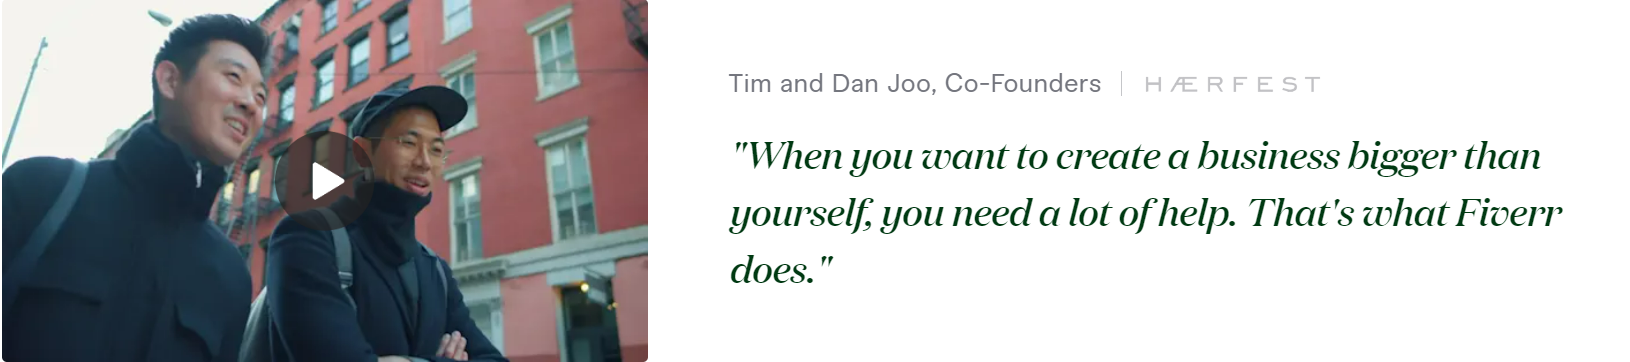 Tim and Dan Joo, Co-Founders | HÆRFEST
"When you want to create a business bigger than
yourself, you need a lot of help. That's what Fiverr
does."